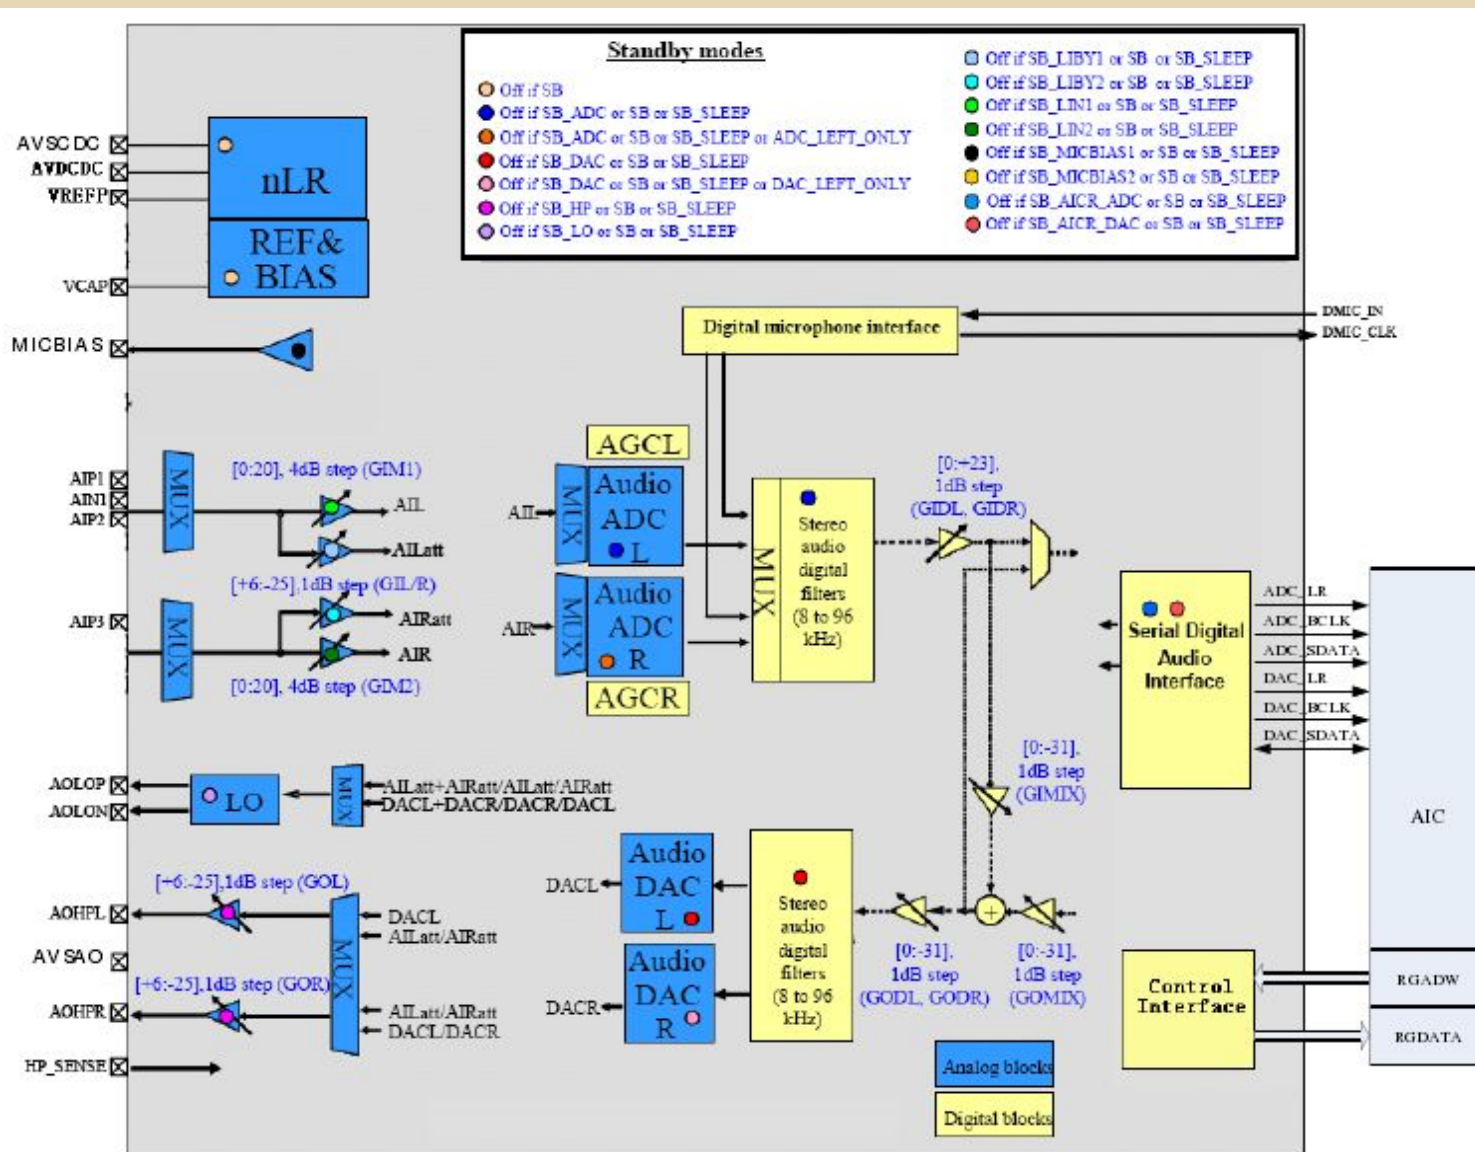 Standby modes
Off if SB
Off if SB_ADC or SB or SB_SLEEP
Off if SB_ADC or SB or SB_SLEEP or ADC_LEFT_ONLY
Off if SB_DAC or SB or SB_SLEEP
Off if SB_DAC or SB or SB_SLEEP or DAC_LEFT_ONLY
Off if SB_HP or SB or SB_SLEEP
Off if SB_LO or SB or SB_SLEEP
Off if SB_LIBY1 or SB or SB_SLEEP
Off if SB_LIBY2 or SB or SB_SLEEP
Off if SB_LIN1 or SB or SB_SLEEP
Off if SB_LIN2 or SB or SB_SLEEP
Off if SB_MICBIAS1 or SB or SB_SLEEP
Off if SB_MICBIAS2 or SB or SB_SLEEP
Off if SB_AICR_ADC or SB or SB_SLEEP
Off if SB_AICR_DAC or SB or SB_SLEEP
AVSCDC
AVDCDC
VREFP
nLR
REF&
BIAS
VCAP
MICBIAS
Digital microphone interface
DMIC_IN
DMIC_CLK
AIP1
AIN1
AIP2
MUX
[0:20], 4dB step (GIM1)
AIL
AILatt
[+6:-25],1dB step (GIL/R)
AIP3
MUX
AIRatt
AIR
[0:20], 4dB step (GIM2)
AGCL
AIL
MUX
Audio
ADC
L
AIR
MUX
Audio
ADC
R
AGCR
MUX
Stereo
audio
digital
filters
(8 to 96
kHz)
[0:+23],
1dB step
(GIDL, GIDR)
Serial Digital
Audio
Interface
ADC_LR
ADC_BCLK
ADC_SDATA
DAC_LR
DAC_BCLK
DAC_SDATA
AIC
[0:-31],
1dB step
(GIMIX)
AOLOP
AOLON
LO
MUX
AILatt+AIRatt/AILatt/AIRatt
DACL+DACR/DACR/DACL
[+6:-25],1dB step (GOL)
AOHPL
AVSAO
[+6:-25],1dB step (GOR)
AOHPR
HP_SENSE
MUX
DACL
AILatt/AIRatt
AILatt/AIRatt
DACL/DACR
DACL
Audio
DAC
L
DACR
Audio
DAC
R
Stereo
audio
digital
filters
(8 to 96
kHz)
[0:-31],
1dB step
(GODL, GODR)
+
[0:-31],
1dB step
(GOMIX)
Control
Interface
RGADW
RGDATA
Analog blocks
Digital blocks